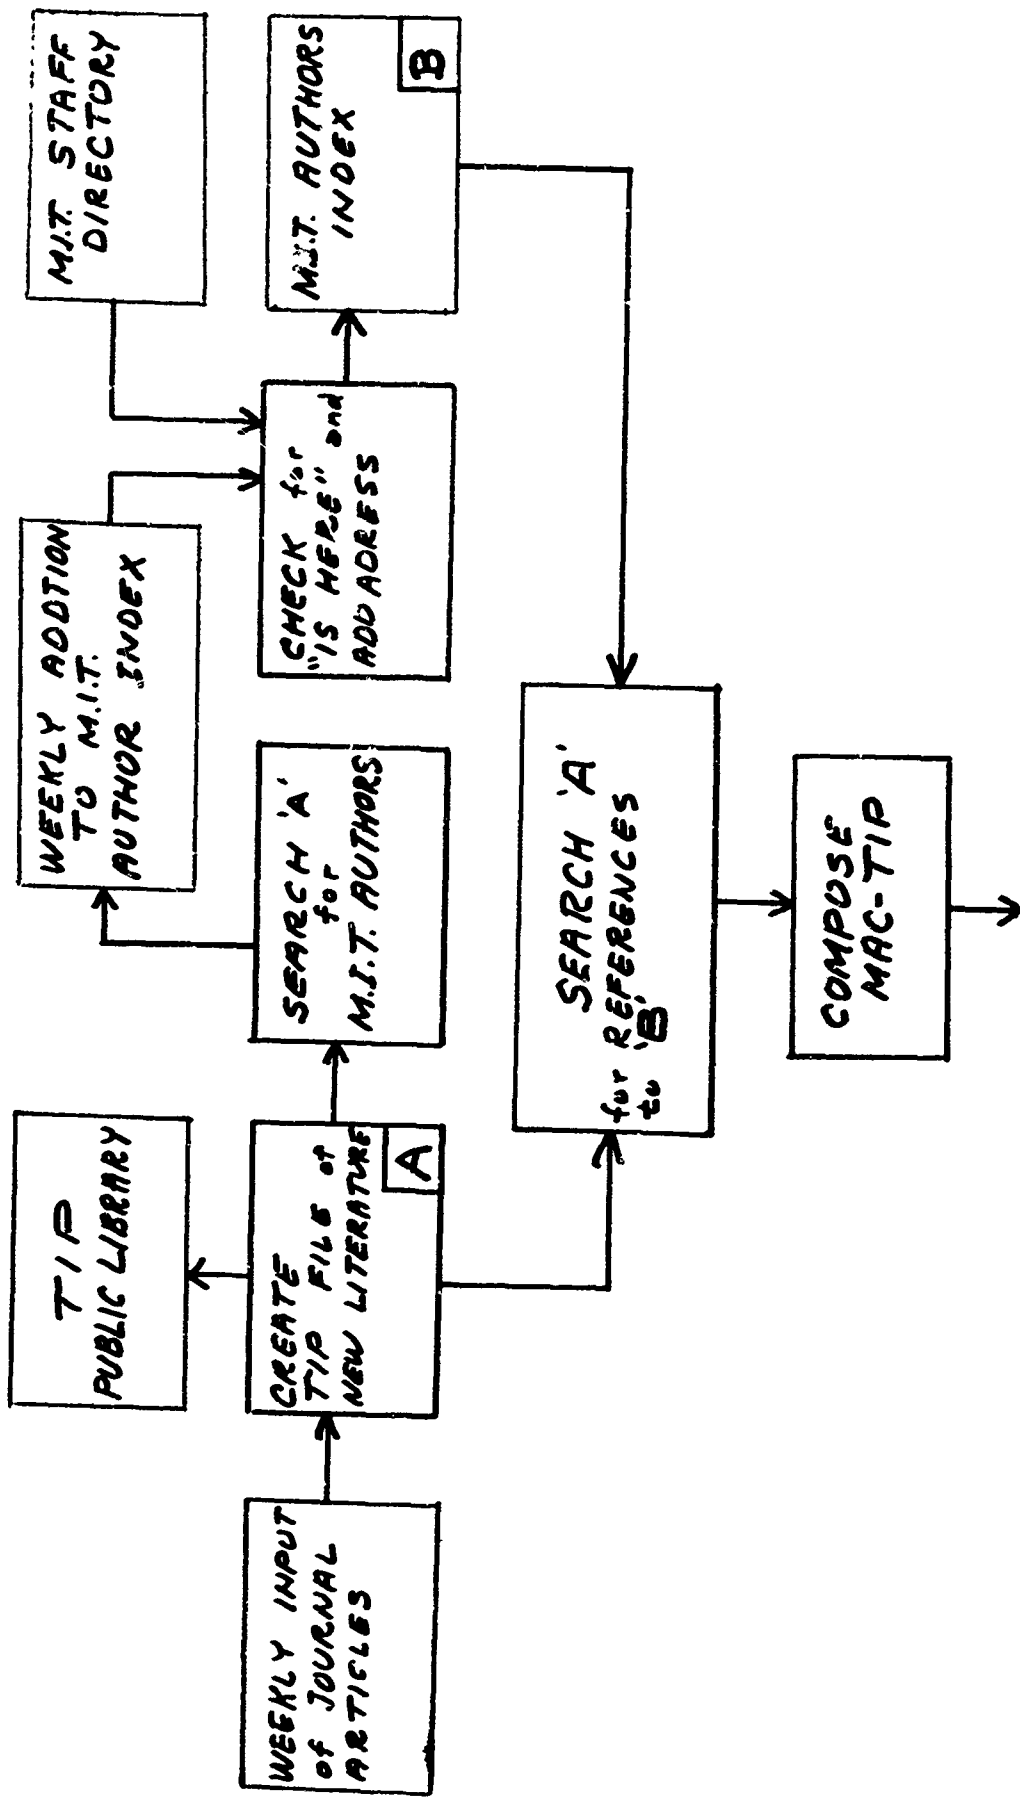 TIP
PUBLIC LIBRARY
WEEKLY ADDTION
TO M.I.T.
AUTHOR INDEX
M.I.T. STAFF
DIRECTORY
WEEKLY INPUT
of JOURNAL
ARTICLES
CREATE
TIP FILE of
NEW LITERATURE
A
SEARCH 'A'
for
M.I.T. AUTHORS
CHECK for
"IS HERE" and
ADD ADRESS
M.I.T. AUTHORS
INDEX
B
SEARCH 'A'
for REFERENCES
to 'B'
COMPOSE
MAC-TIP